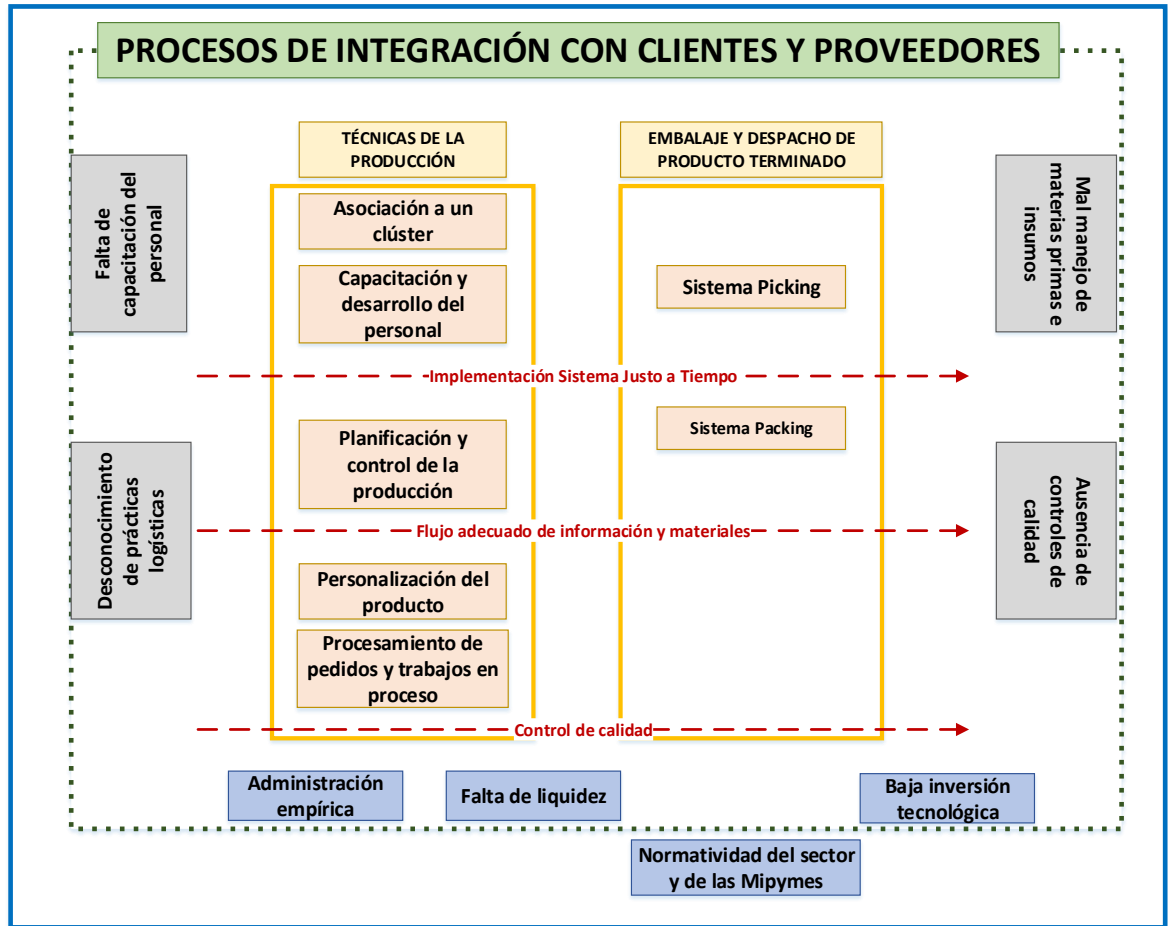 PROCESOS DE INTEGRACIÓN CON CLIENTES Y PROVEEDORES
TÉCNICAS DE LA
PRODUCCIÓN
EMBALAJE Y DESPACHO DE
PRODUCTO TERMINADO
Falta de
capacitación del
personal
Asociación a un
clúster
Capacitación y
desarrollo del
personal
Sistema Picking
Mal manejo de
materias primas e
insumos
Implementación Sistema Justo a Tiempo
Desconocimiento
de prácticas
logísticas
Planificación y
control de la
producción
Sistema Packing
Ausencia de
controles de
calidad
Flujo adecuado de información y materiales
Personalización del
producto
Procesamiento de
pedidos y trabajos en
proceso
Control de calidad
Administración
empírica
Falta de liquidez
Baja inversión
tecnológica
Normatividad del sector
y de las Mipymes